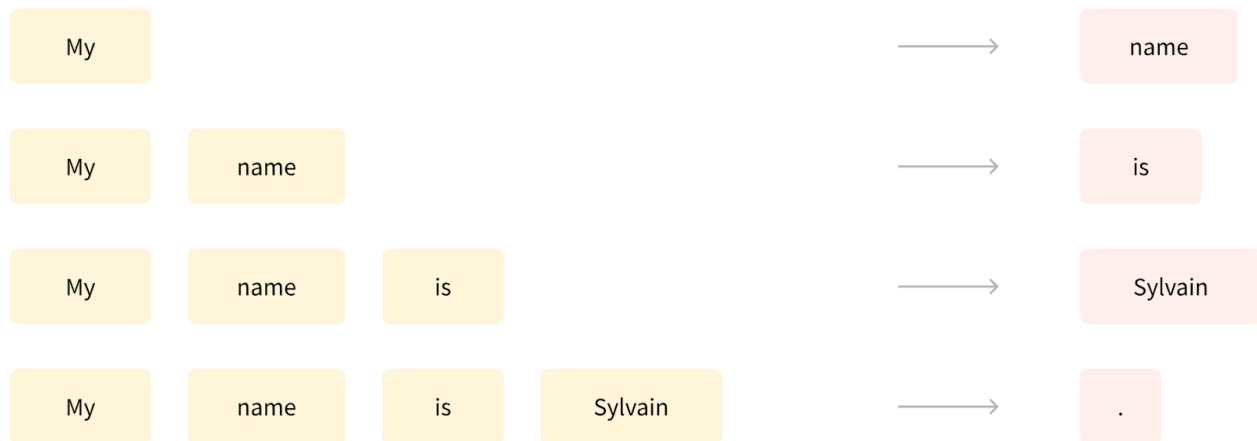 My → name
My name → is
My name is → Sylvain
My name is Sylvain → .